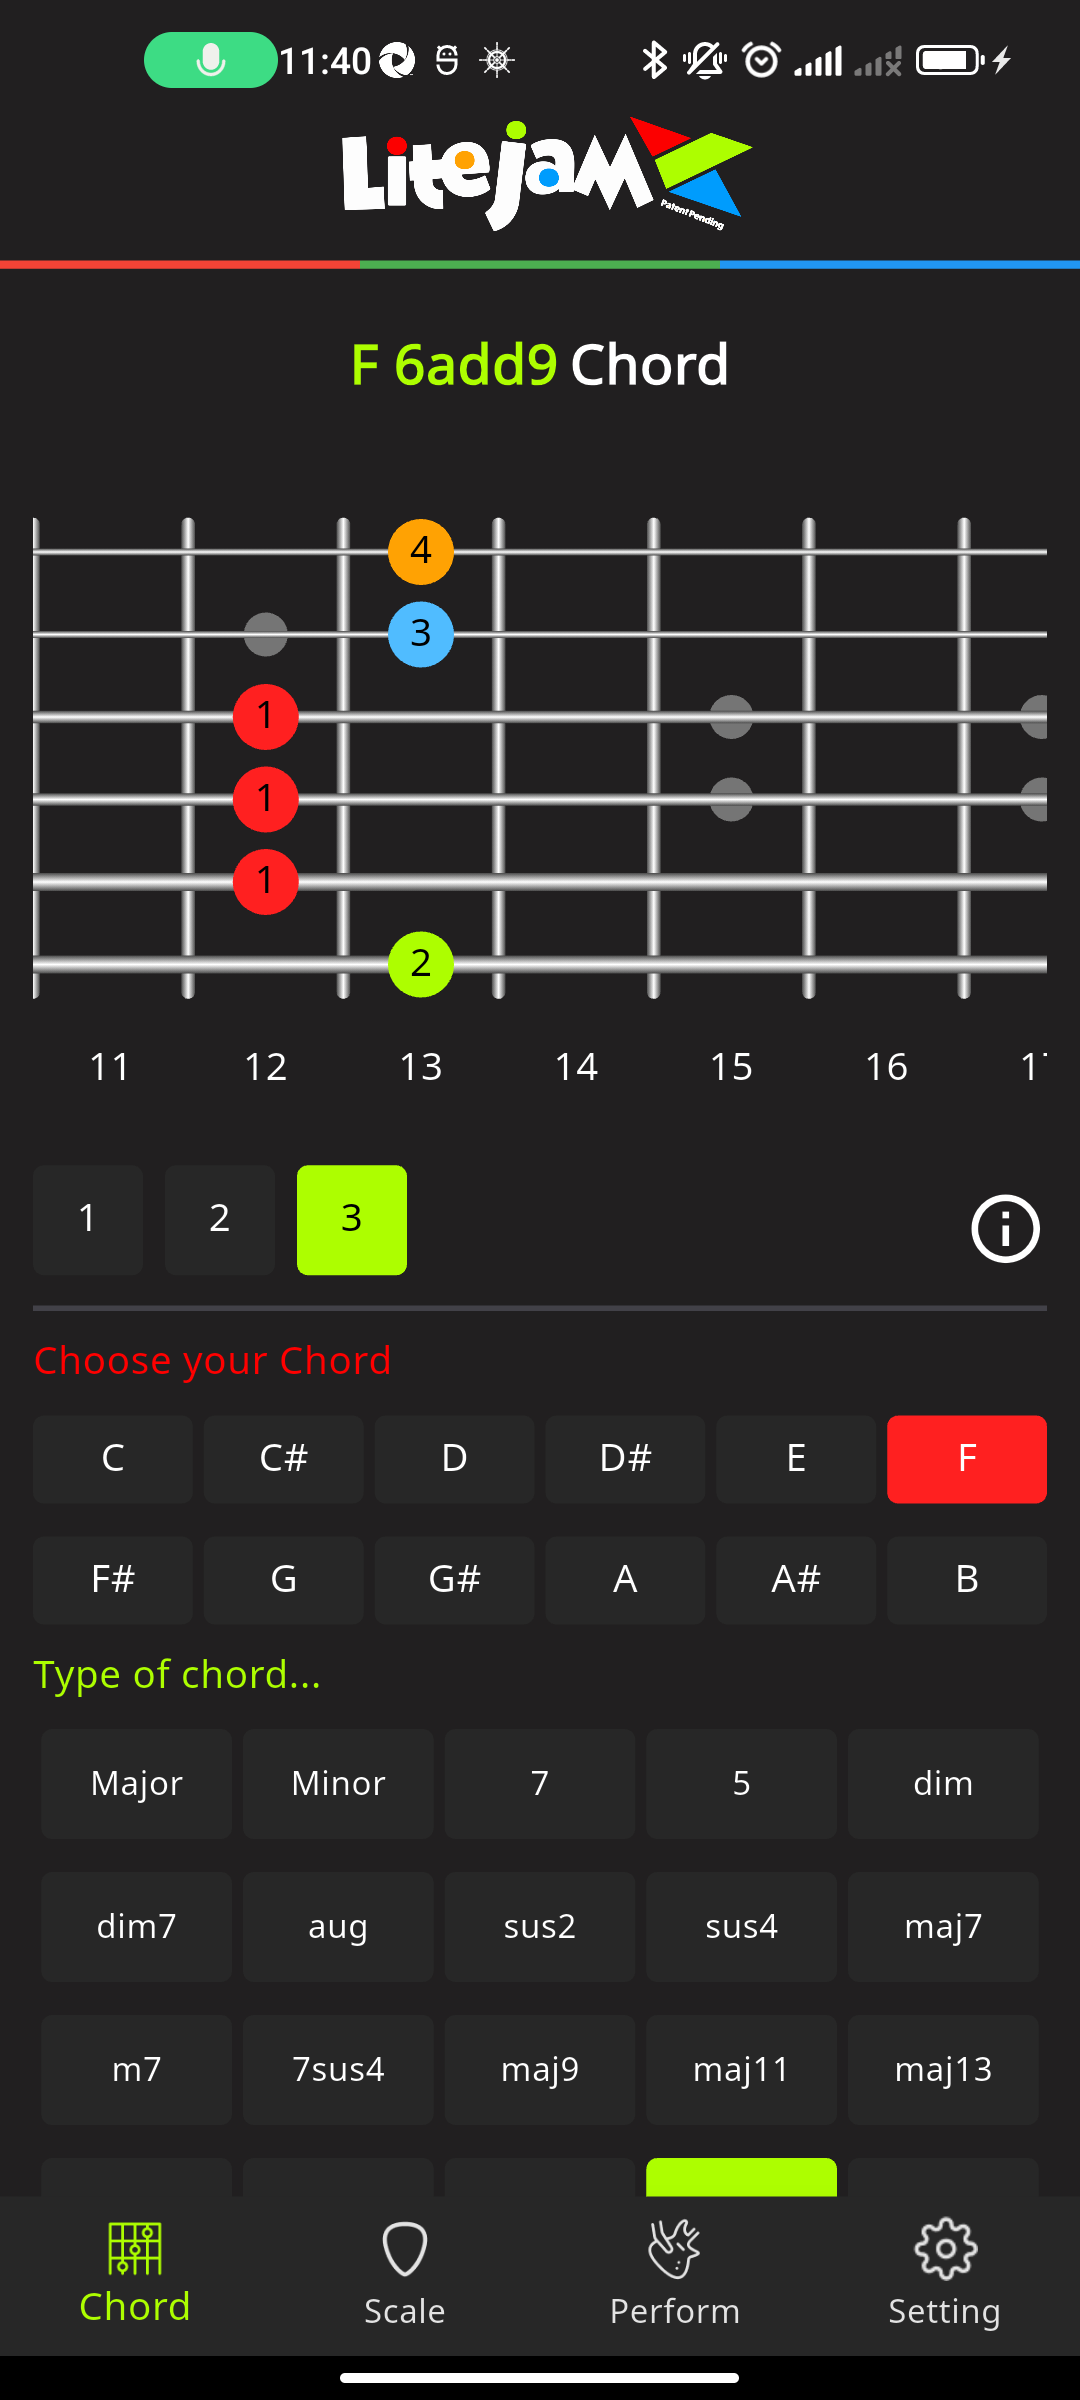 11:40
Litejam
Patent Pending
F 6add9 Chord
4
3
1
1
1
2
11 12 13 14 15 16
1 2 3
Choose your Chord
C C# D D# E F
F# G G# A A# B
Type of chord...
Major Minor 7 5 dim
dim7 aug sus2 sus4 maj7
m7 7sus4 maj9 maj11 maj13
Chord Scale Perform Setting